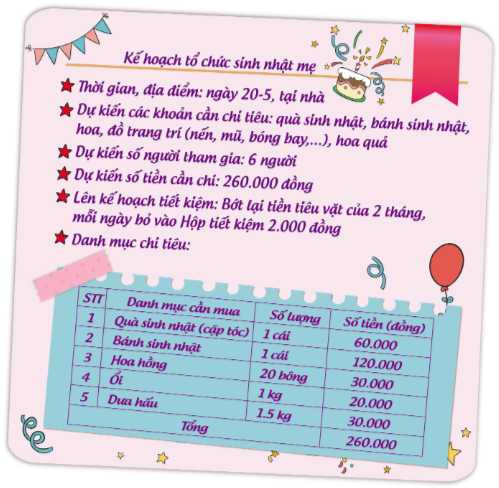 Kế hoạch tổ chức sinh nhật mẹ
Thời gian, địa điểm: ngày 20-5, tại nhà
Dự kiến các khoản cần chi tiêu: quà sinh nhật, bánh sinh nhật,
hoa, đồ trang trí (nến, mũ, bóng bay,...), hoa quả
Dự kiến số người tham gia: 6 người
Dự kiến số tiền cần chi: 260.000 đồng
Lên kế hoạch tiết kiệm: Bớt lại tiền tiêu vặt của 2 tháng,
mỗi ngày bỏ vào Hộp tiết kiệm 2.000 đồng
Danh mục chi tiêu:
STT Danh mục cần mua Số lượng Số tiền (đồng)
1 Quà sinh nhật (cặp tóc) 1 cái 60.000
2 Bánh sinh nhật 1 cái 120.000
3 Hoa hồng 20 bông 30.000
4 Ổi 1 kg 20.000
5 Dưa hấu 1.5 kg 30.000
Tổng 260.000